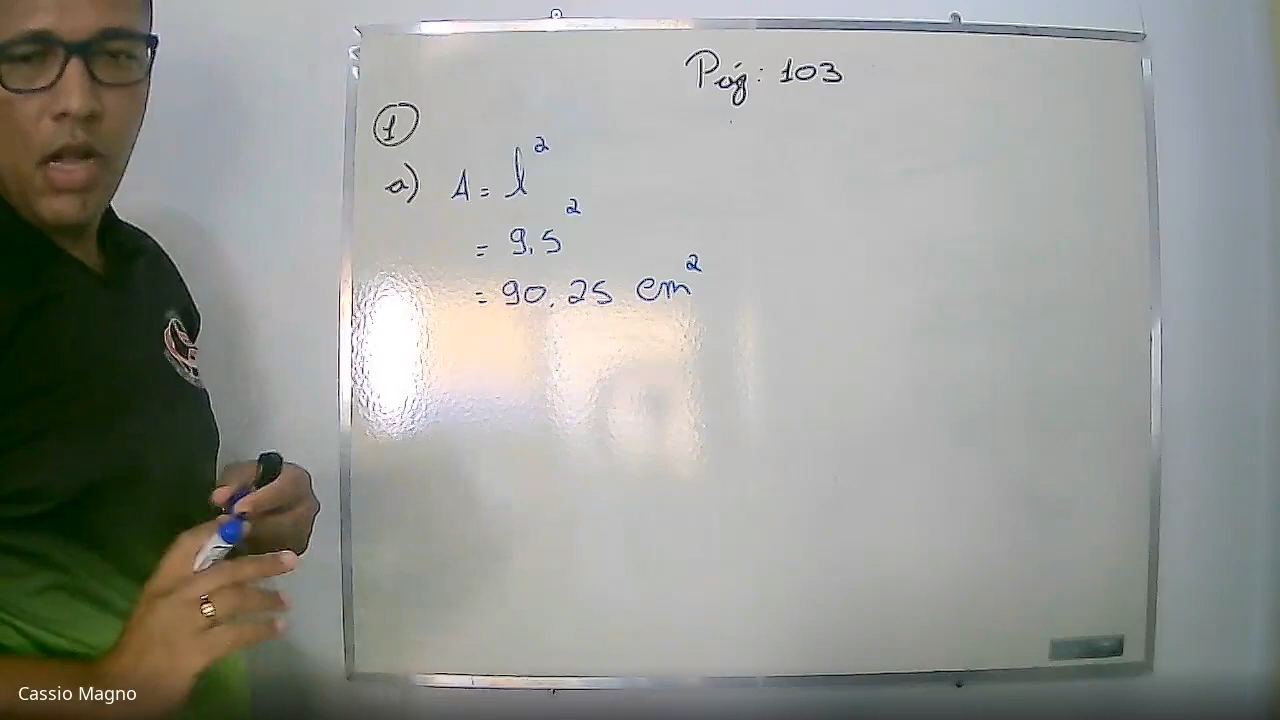 Pág: 103
1
a) A = l²
= 9,5²
= 90,25 cm²
Cassio Magno